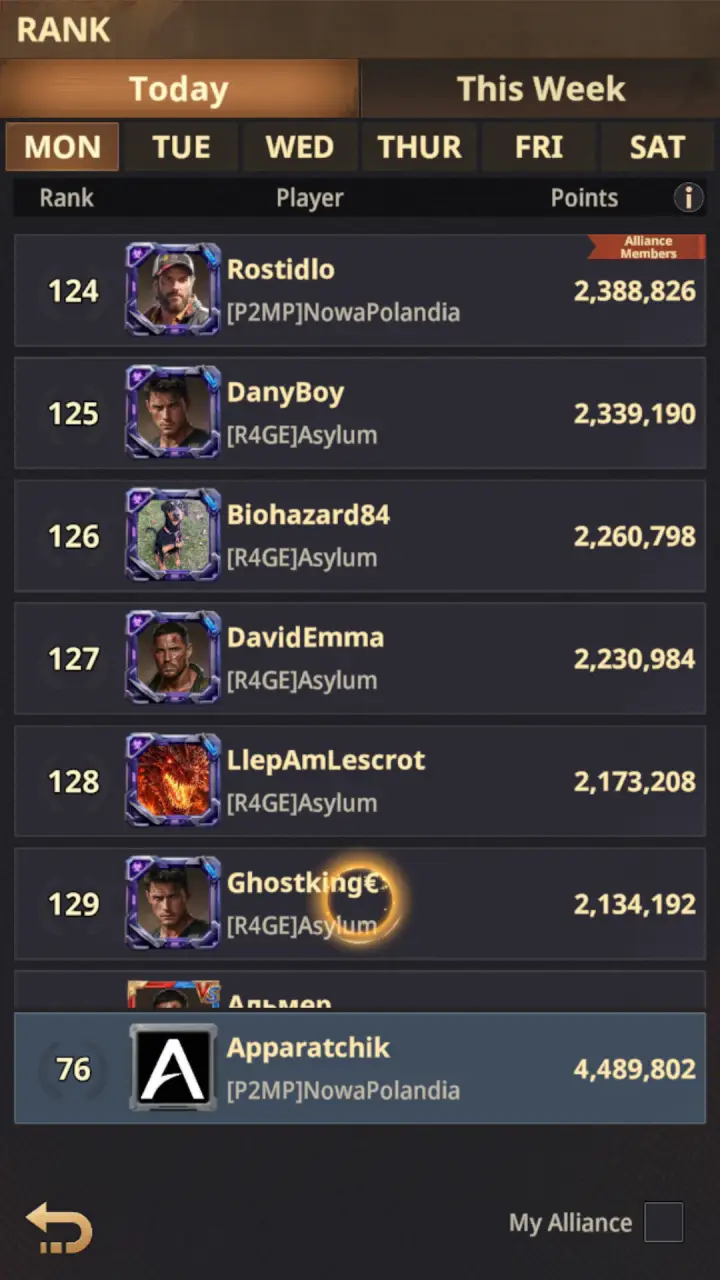 RANK
Today
This Week
MON TUE WED THUR FRI SAT
Rank Player Points
Alliance
Members
124 Rostidlo 2,388,826
[P2MP]NowaPolandia
125 DanyBoy 2,339,190
[R4GE]Asylum
126 Biohazard84 2,260,798
[R4GE]Asylum
127 DavidEmma 2,230,984
[R4GE]Asylum
128 LlepAmLescrot 2,173,208
[R4GE]Asylum
129 Ghostking€ 2,134,192
[R4GE]Asylum
VS
Альмер
76 Apparatchik 4,489,802
[P2MP]NowaPolandia
My Alliance